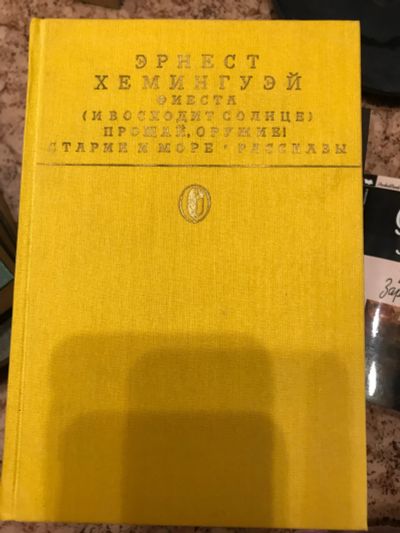 ЭРНЕСТ
ХЕМИНГУЭЙ
ФИЕСТА
(И ВОСХОДИТ СОЛНЦЕ)
ПРОЩАЙ, ОРУЖИЕ!
СТАРИК И МОРЕ · РАССКАЗЫ